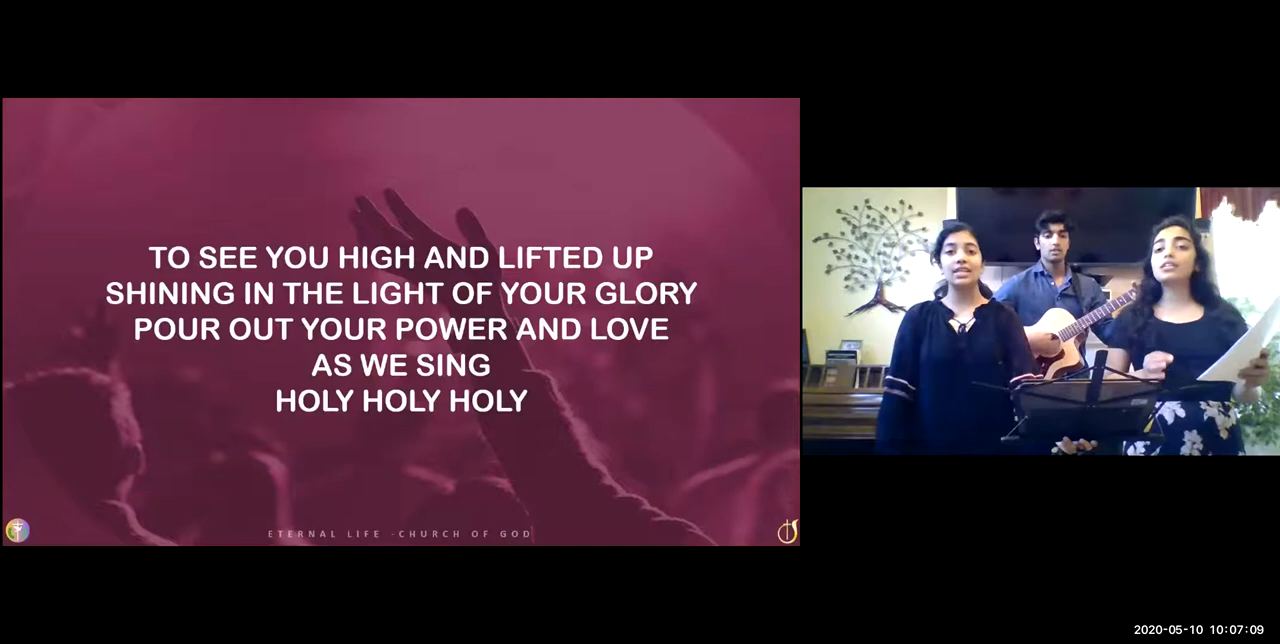 TO SEE YOU HIGH AND LIFTED UP
SHINING IN THE LIGHT OF YOUR GLORY
POUR OUT YOUR POWER AND LOVE
AS WE SING
HOLY HOLY HOLY
ETERNAL LIFE -CHURCH OF GOD
2020-05-10 10:07:09